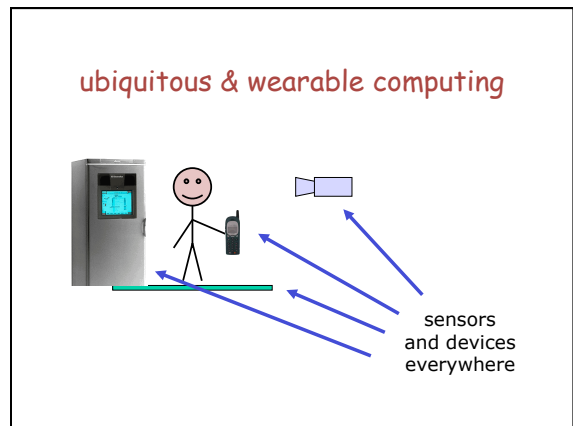 ubiquitous & wearable computing
sensors
and devices
everywhere